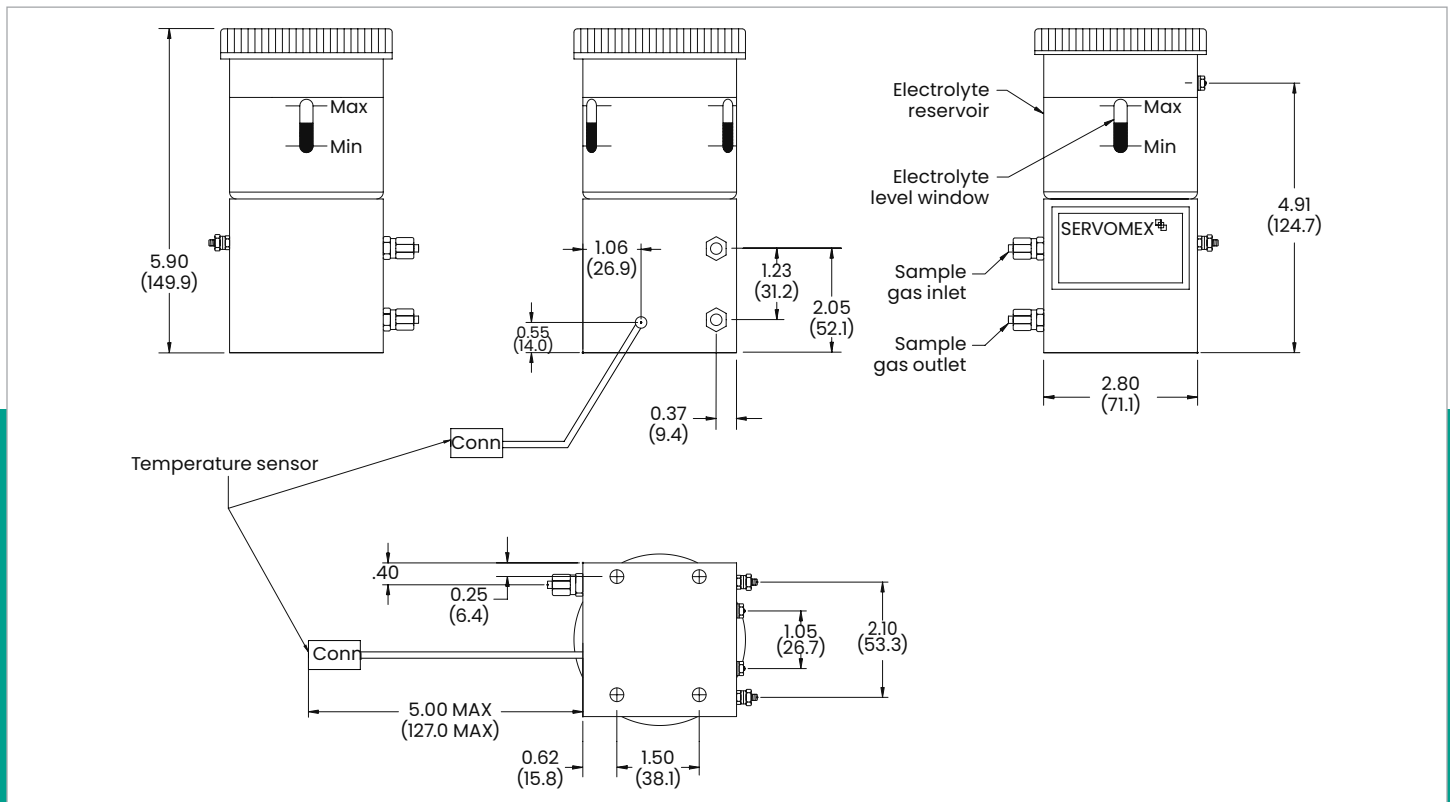 Max
Min
5.90
(149.9)
1.06
(26.9)
0.55
(14.0)
1.23
(31.2)
2.05
(52.1)
0.37
(9.4)
Conn
Electrolyte
reservoir
Max
Min
Electrolyte
level window
SERVOMEX
Sample
gas inlet
Sample
gas outlet
4.91
(124.7)
2.80
(71.1)
Temperature sensor
.40
0.25
(6.4)
Conn
5.00 MAX
(127.0 MAX)
0.62
(15.8)
1.50
(38.1)
1.05
(26.7)
2.10
(53.3)